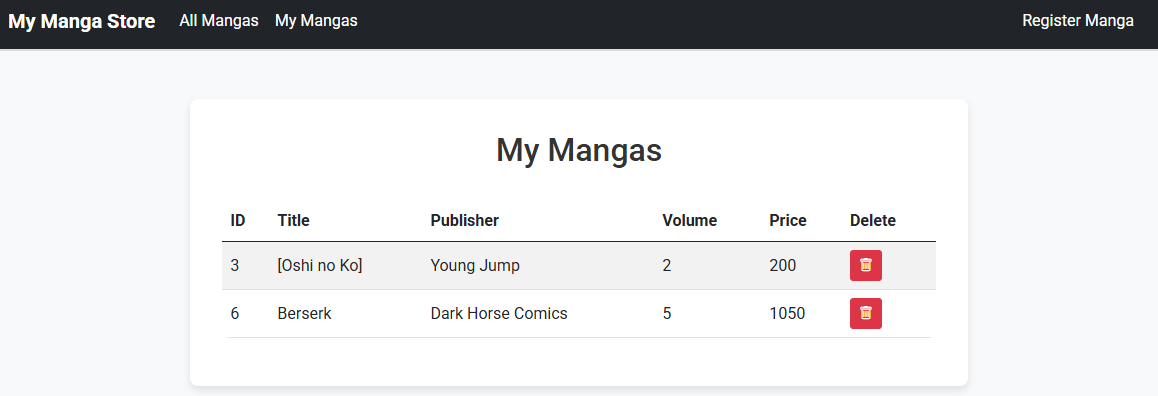 My Manga Store All Mangas My Mangas Register Manga
My Mangas
ID Title Publisher Volume Price Delete
3 [Oshi no Ko] Young Jump 2 200
6 Berserk Dark Horse Comics 5 1050